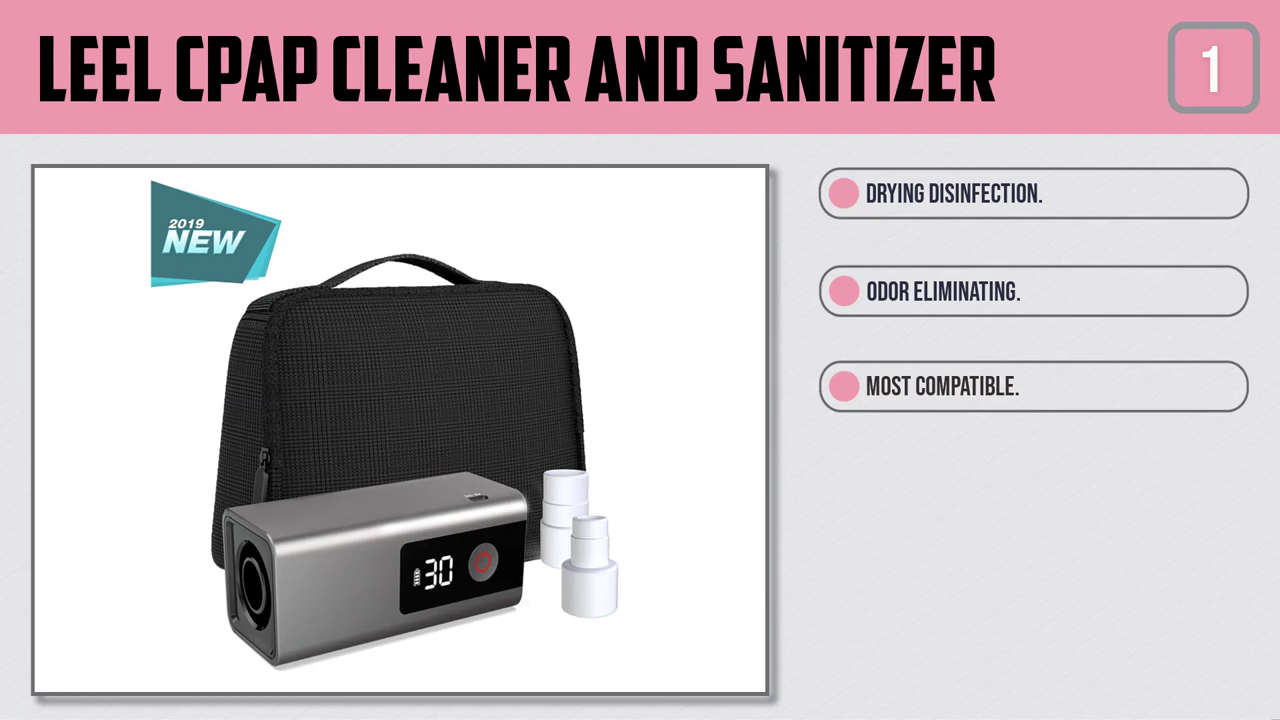 LEEL CPAP CLEANER AND SANITIZER
1
2019
NEW
30
DRYING DISINFECTION.
ODOR ELIMINATING.
MOST COMPATIBLE.